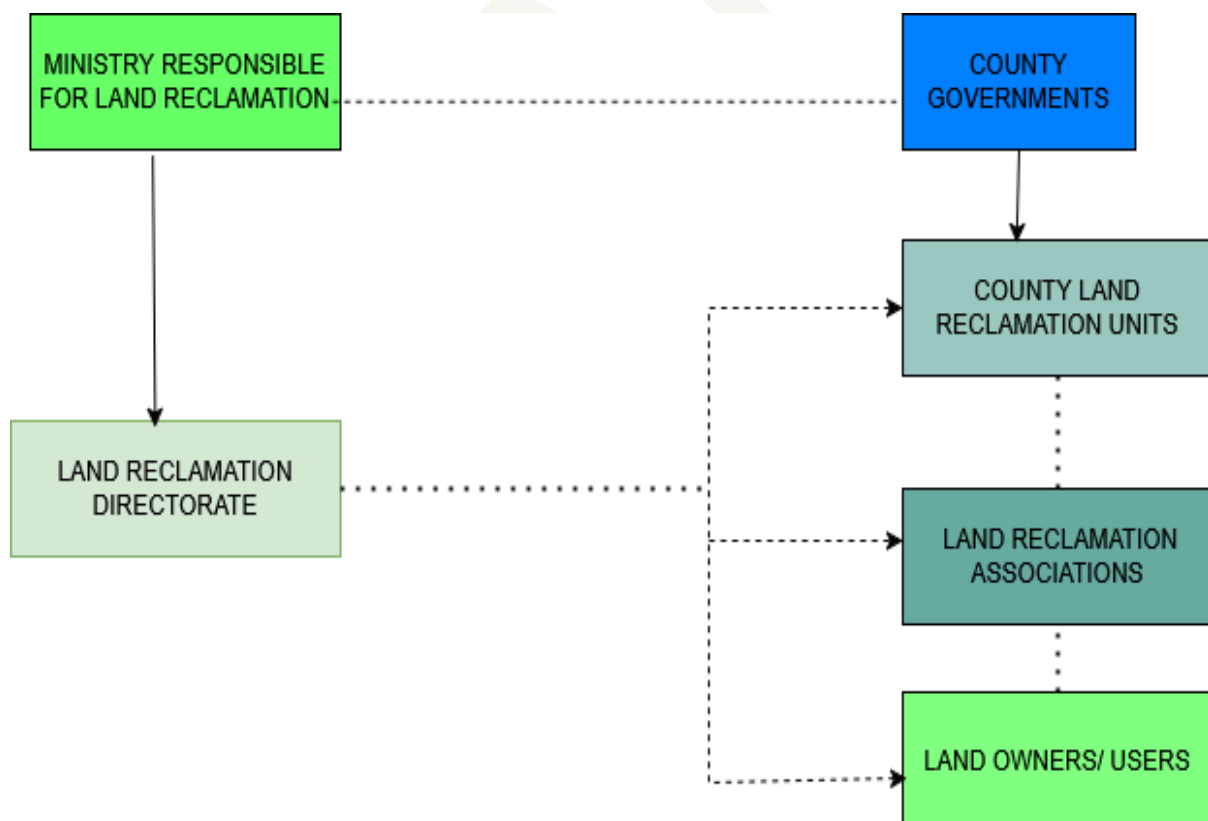 MINISTRY RESPONSIBLE
FOR LAND RECLAMATION
COUNTY
GOVERNMENTS
COUNTY LAND
RECLAMATION UNITS
LAND RECLAMATION
DIRECTORATE
LAND RECLAMATION
ASSOCIATIONS
LAND OWNERS/ USERS